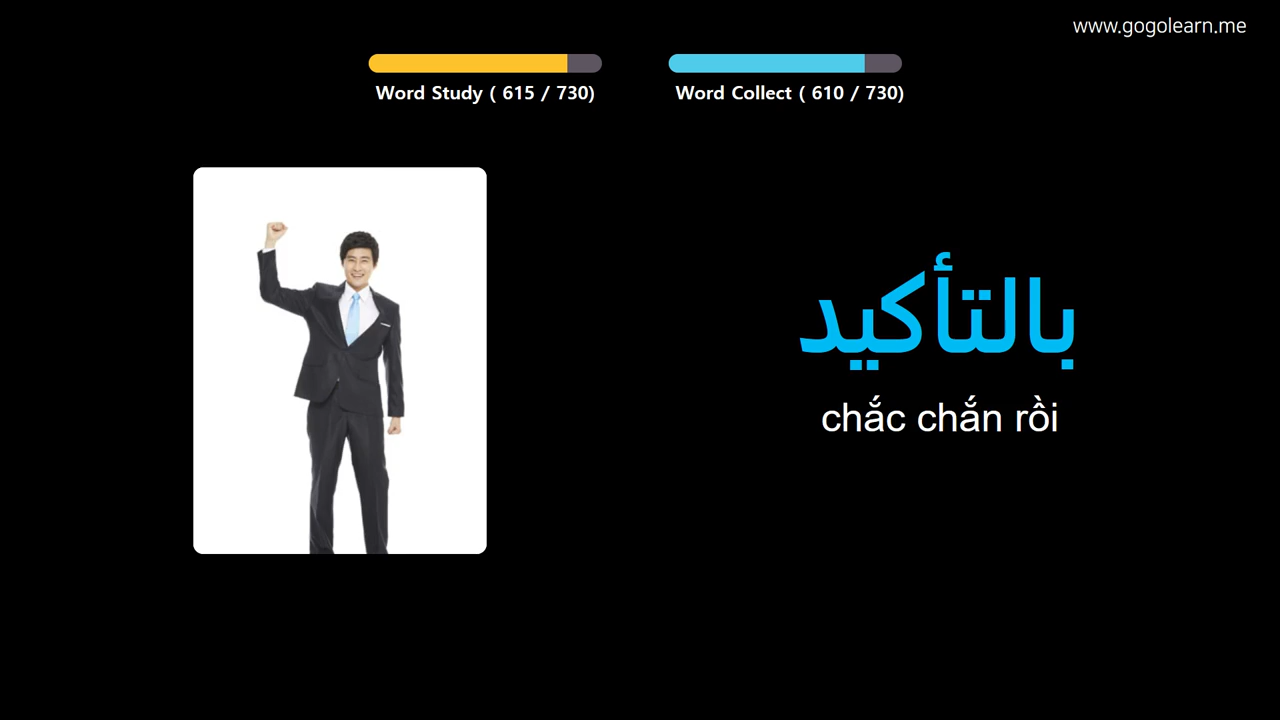 www.gogolearn.me
Word Study ( 615 / 730)
Word Collect ( 610 / 730)
بالتأكيد
chắc chắn rồi